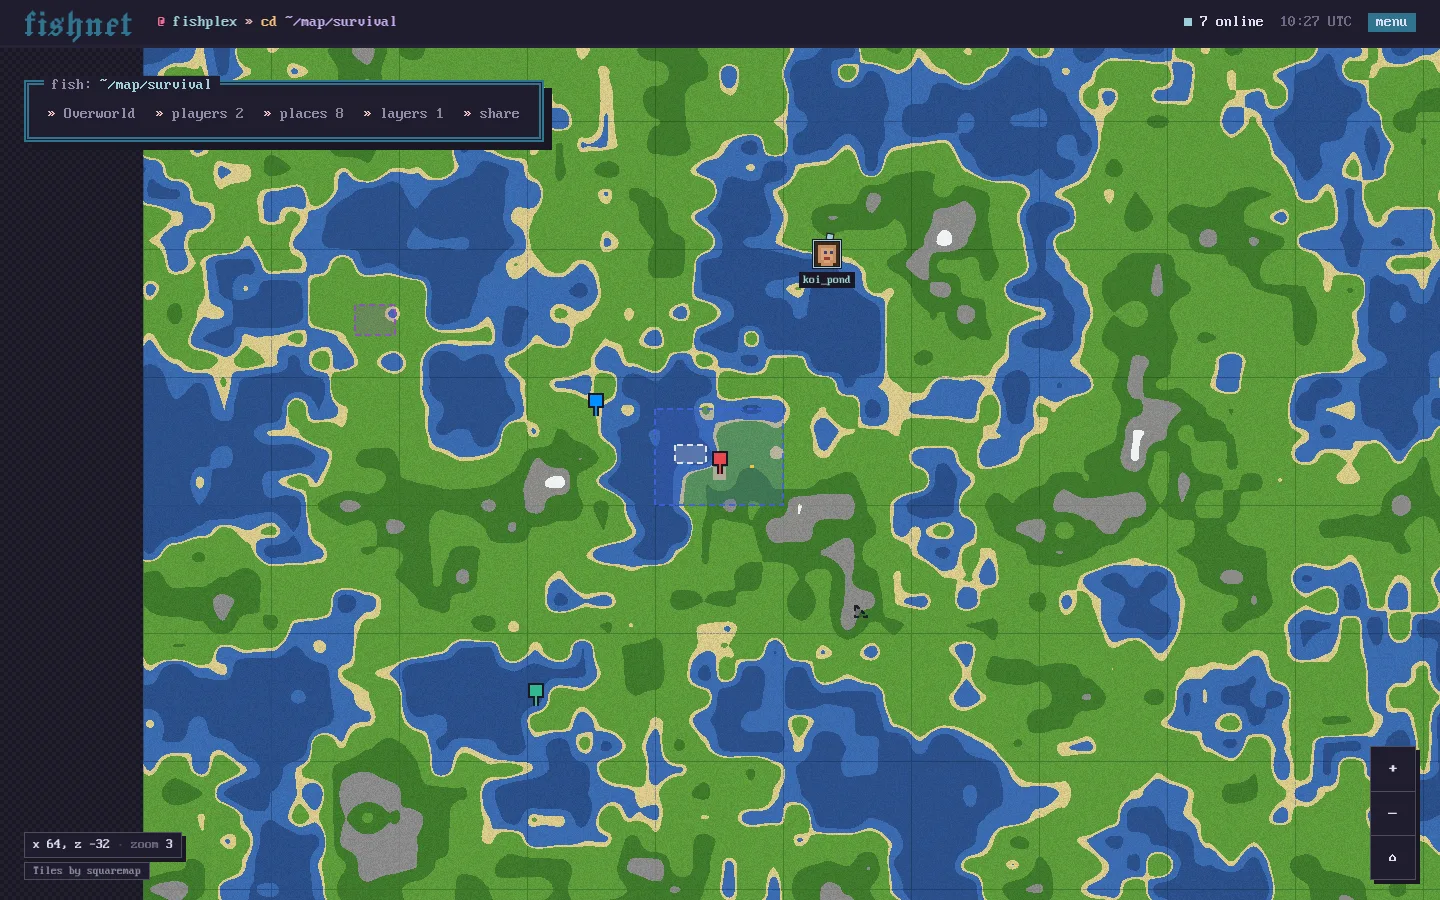 fishnet
@ fishplex » cd ~/map/survival
7 online 10:27 UTC menu
fish: ~/map/survival
» Overworld » players 2 » places 8 » layers 1 » share
koi_pond
x 64, z -32 · zoom 3
Tiles by squaremap
+
−
⌂